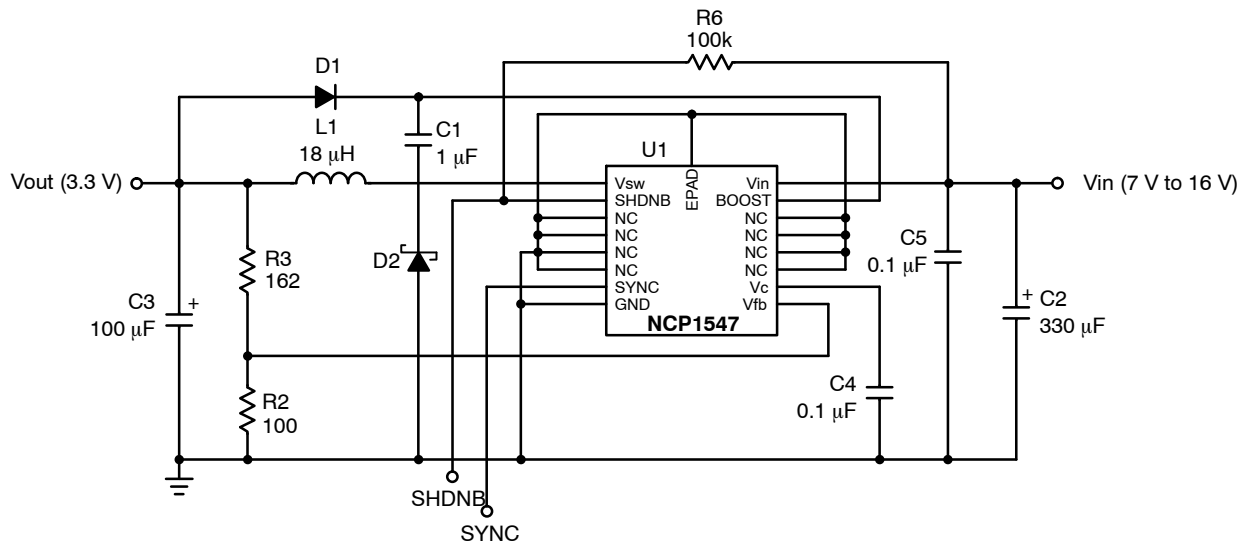 R6
100k
D1
L1
18 μH
C1
1 μF
U1
Vout (3.3 V)
Vin (7 V to 16 V)
EPAD
Vsw
SHDNB
NC
NC
NC
NC
SYNC
GND
Vin
BOOST
NC
NC
NC
NC
Vc
Vfb
NCP1547
D2
R3
162
C3
+
100 μF
C5
0.1 μF
+
C2
330 μF
C4
0.1 μF
R2
100
SHDNB
SYNC